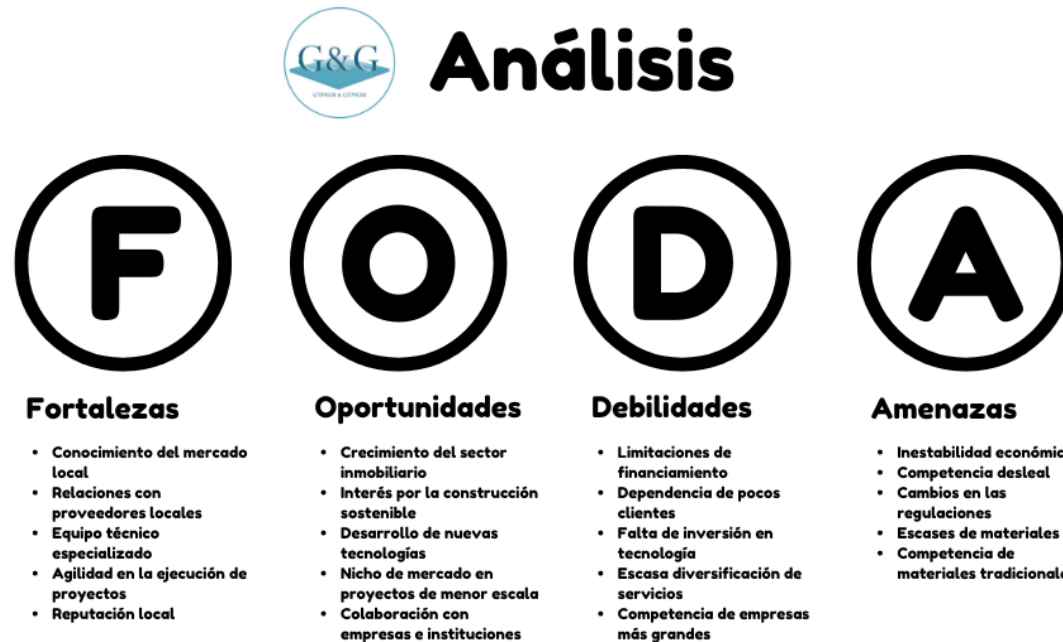 G&G
Análisis
F
O
D
A
Fortalezas
• Conocimiento del mercado
local
• Relaciones con
proveedores locales
• Equipo técnico
especializado
• Agilidad en la ejecución de
proyectos
• Reputación local
Oportunidades
• Crecimiento del sector
inmobiliario
• Interés por la construcción
sostenible
• Desarrollo de nuevas
tecnologías
• Nicho de mercado en
proyectos de menor escala
• Colaboración con
empresas e instituciones
Debilidades
• Limitaciones de
financiamiento
• Dependencia de pocos
clientes
• Falta de inversión en
tecnología
• Escasa diversificación de
servicios
• Competencia de empresas
más grandes
Amenazas
• Inestabilidad económic
• Competencia desleal
• Cambios en las
regulaciones
• Escases de materiales
• Competencia de
materiales tradicionale